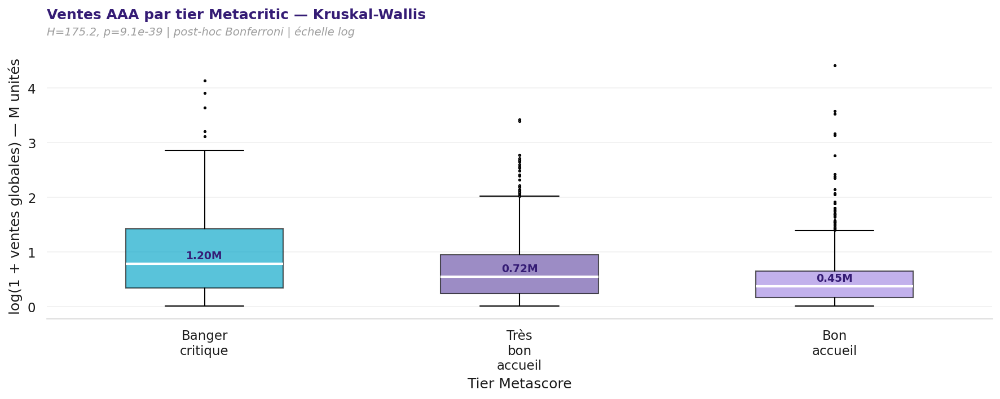 Ventes AAA par tier Metacritic — Kruskal-Wallis
H=175.2, p=9.1e-39 | post-hoc Bonferroni | échelle log
log(1 + ventes globales) — M unités
4
3
2
1
0
1.20M
0.72M
0.45M
Banger
critique
Très
bon
accueil
Bon
accueil
Tier Metascore